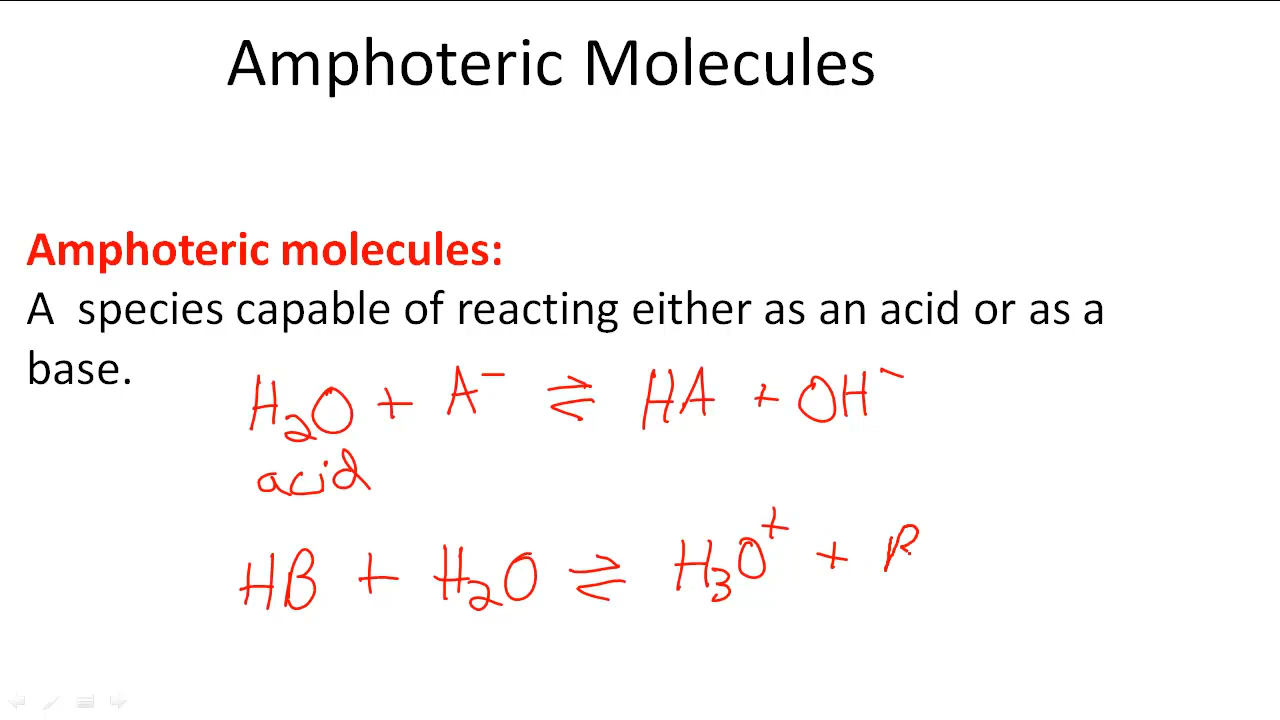 Amphoteric Molecules
Amphoteric molecules:
A species capable of reacting either as an acid or as a
base.
H₂O + A⁻ ⇌ HA + OH⁻
acid
HB + H₂O ⇌ H₃O⁺ +